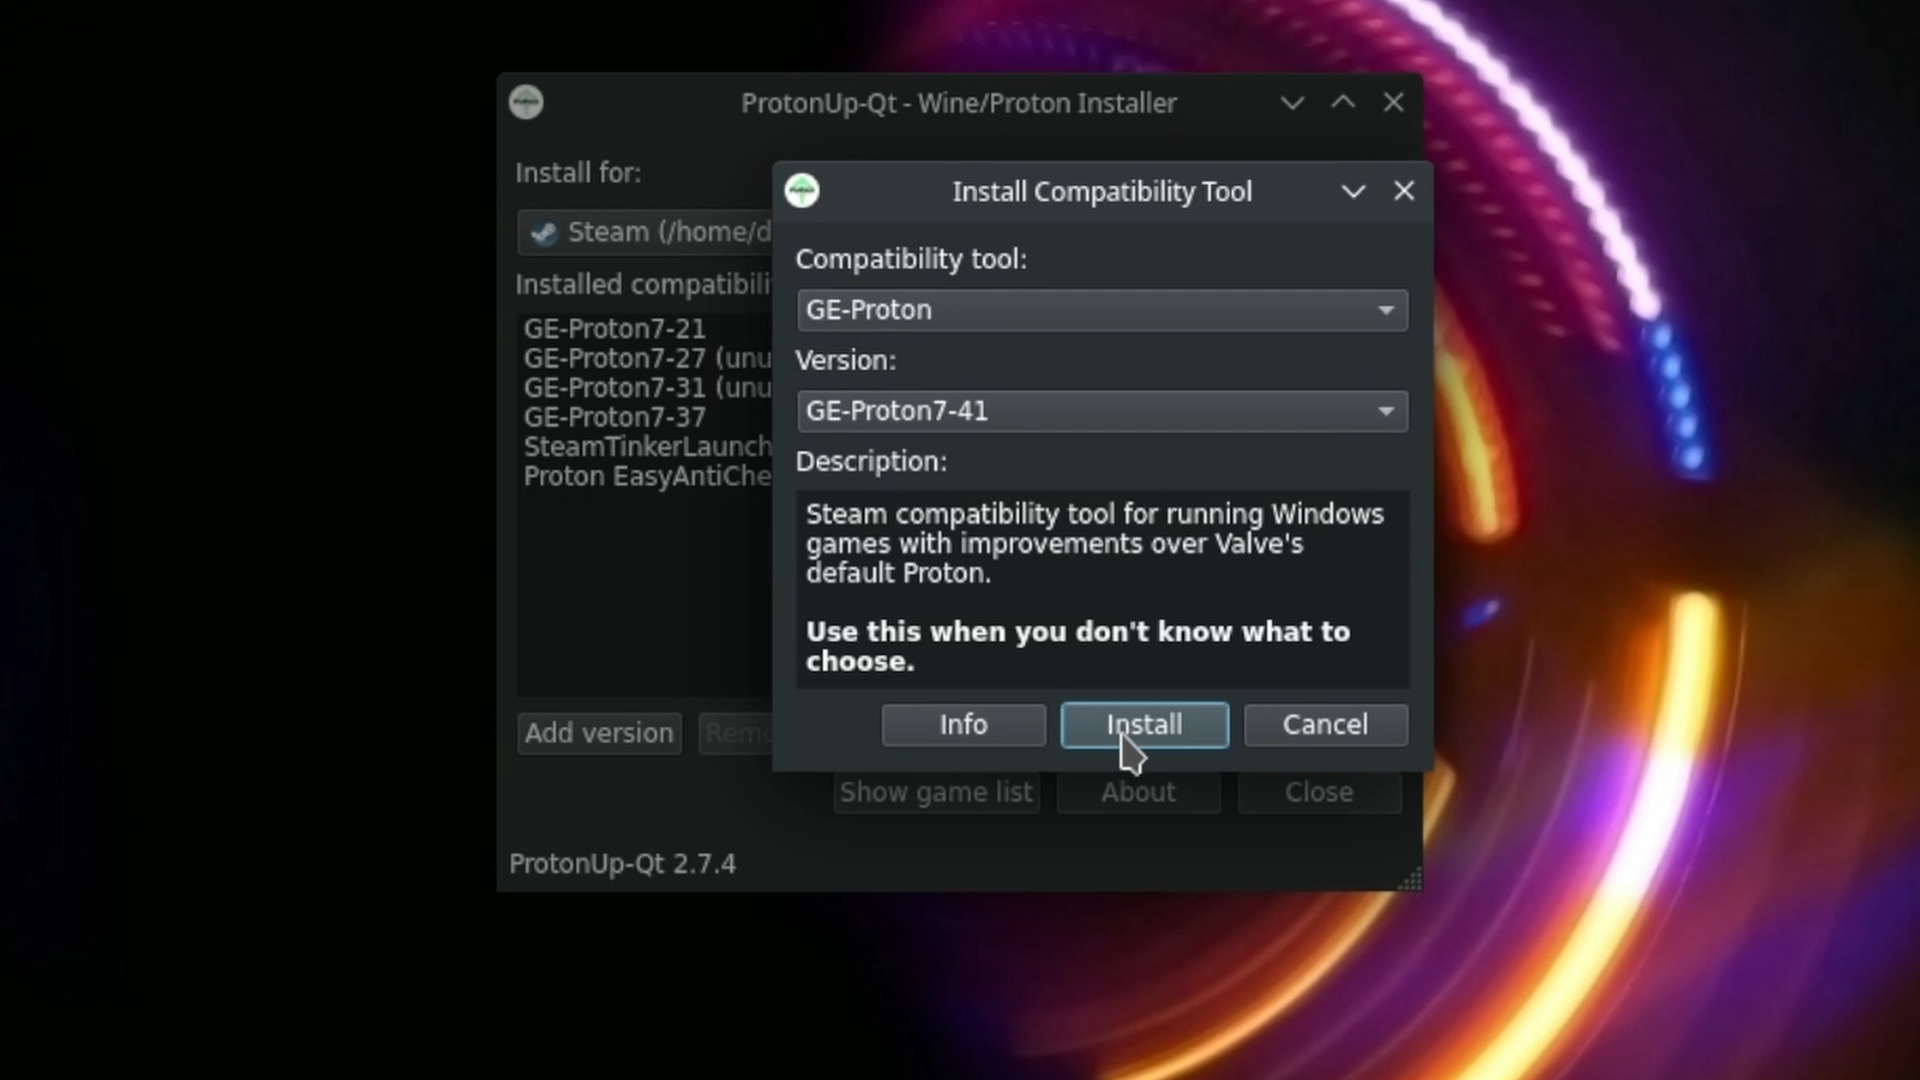 ProtonUp-Qt - Wine/Proton Installer
Install for:
Steam (/home/d
Installed compatibili
GE-Proton7-21
GE-Proton7-27 (unu
GE-Proton7-31 (unu
GE-Proton7-37
SteamTinkerLaunch
Proton EasyAntiChe
Add version
Remo
Show game list
About
Close
ProtonUp-Qt 2.7.4
Install Compatibility Tool
Compatibility tool:
GE-Proton
Version:
GE-Proton7-41
Description:
Steam compatibility tool for running Windows
games with improvements over Valve's
default Proton.
Use this when you don't know what to
choose.
Info
Install
Cancel